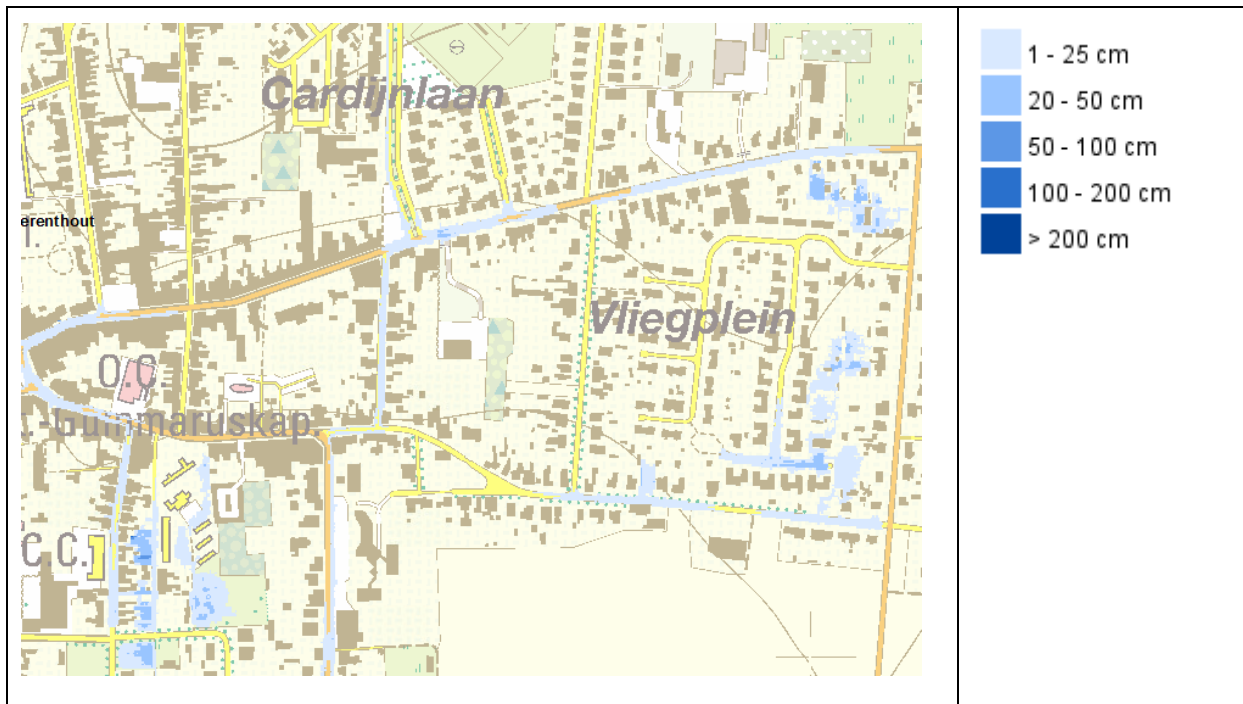 Cardijnlaan
erenthout
Vliegplein
O.C.
.-Gummaruskap.
C.C.
1 - 25 cm
20 - 50 cm
50 - 100 cm
100 - 200 cm
> 200 cm